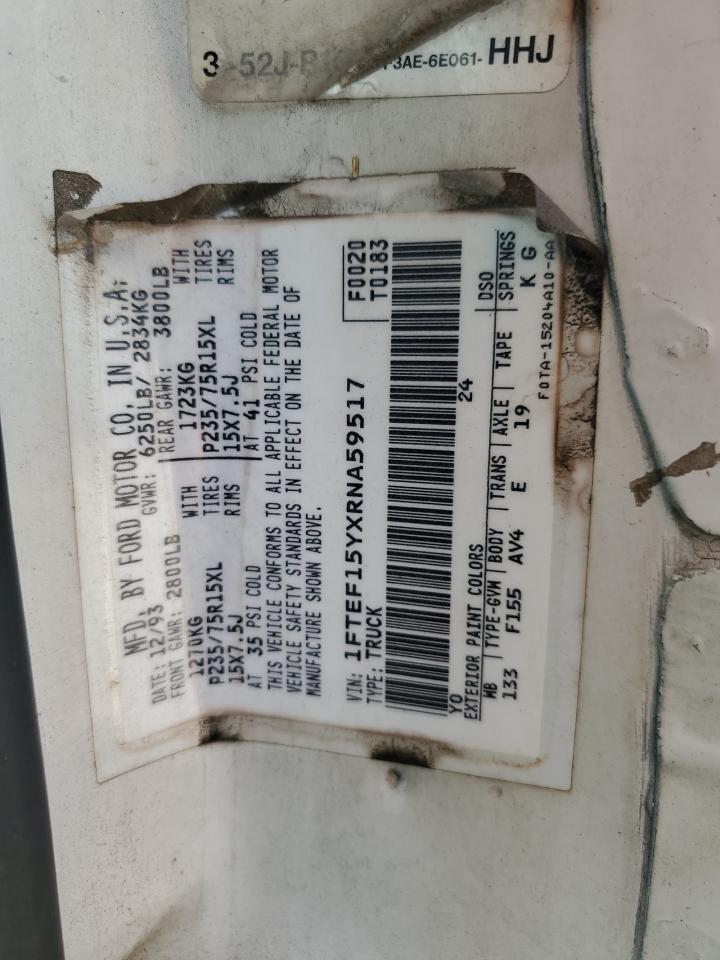 3 -52J- F3AE-6E061- HHJ
MFD. BY FORD MOTOR CO. IN U.S.A.
DATE: 12/93 GVWR: 6250LB/ 2834KG
FRONT GAWR: 2800LB REAR GAWR: 3800LB
1270KG WITH 1723KG WITH
P235/75R15XL TIRES P235/75R15XL TIRES
15X7.5J RIMS 15X7.5J RIMS
AT 35 PSI COLD AT 41 PSI COLD
THIS VEHICLE CONFORMS TO ALL APPLICABLE FEDERAL MOTOR
VEHICLE SAFETY STANDARDS IN EFFECT ON THE DATE OF
MANUFACTURE SHOWN ABOVE.
VIN: 1FTEF15YXRNA59517 F0020
TYPE: TRUCK T0183
YO 24
EXTERIOR PAINT COLORS DSO
WB TYPE-GVM BODY TRANS AXLE TAPE SPRINGS
133 F155 AV4 E 19 K G
F0TA-15204A10-AA